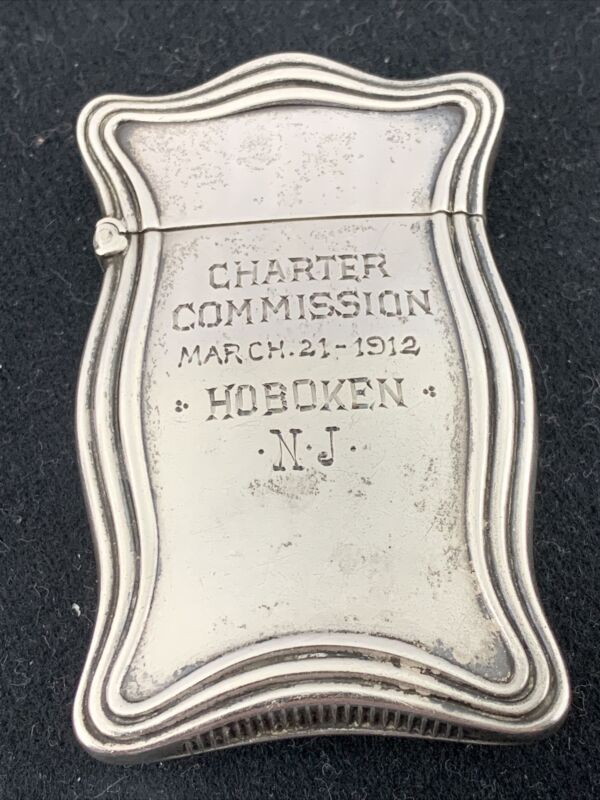 CHARTER
COMMISSION
MARCH.21-1912
HOBOKEN
·N·J·